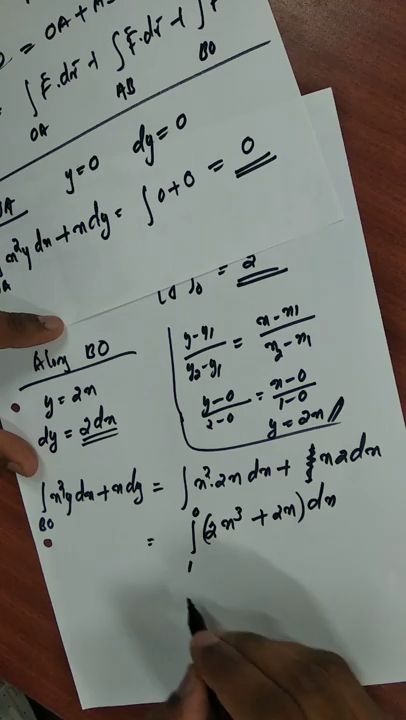 = OA + A
= ∫ F̄.dr̄ + ∫ F̄.dr̄ + ∫
OA AB BO
y=0 dy=0
x²y dx + x dy = ∫ 0+0 = 0
= 2
Along BO
y = 2x
dy = 2dx
y-y₁/y₂-y₁ = x-x₁/x₂-x₁
y-0/2-0 = x-0/1-0
y = 2x //
∫ x²y dx + x dy = ∫ x².2x dx + x 2dx
BO
= ∫₁⁰ (2x³ + 2x) dx